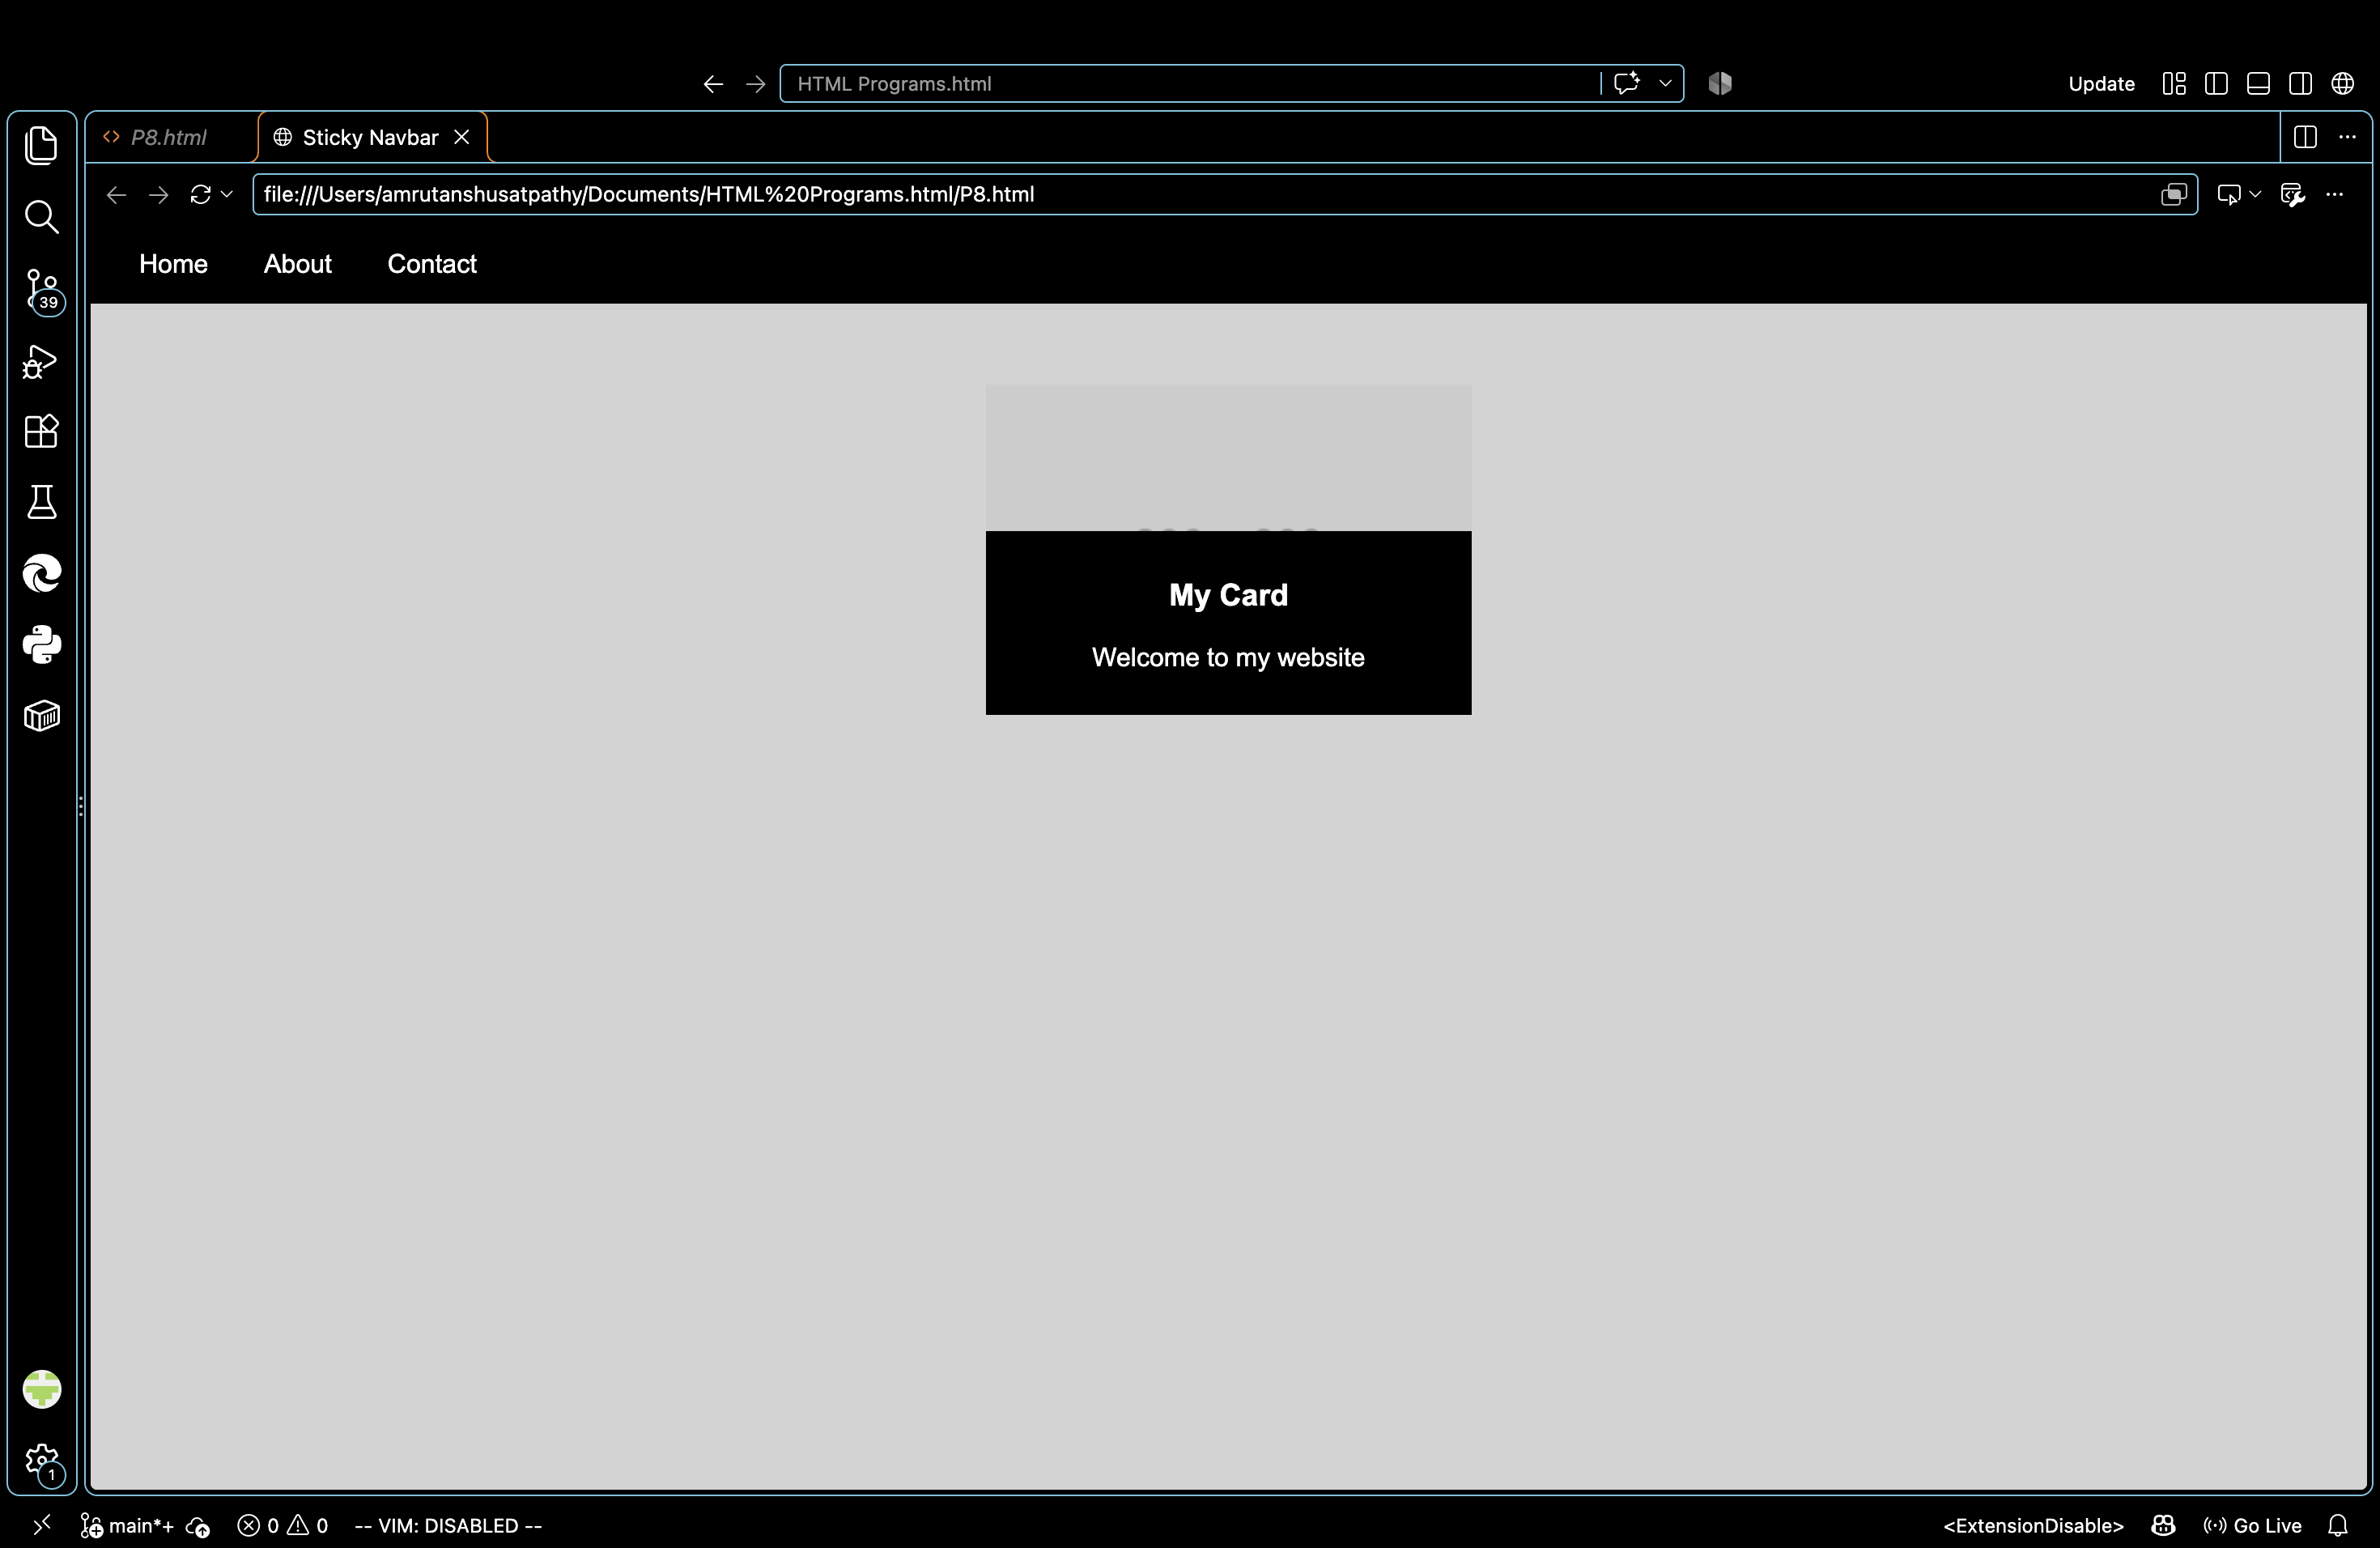 HTML Programs.html
Update
P8.html
Sticky Navbar
file:///Users/amrutanshusatpathy/Documents/HTML%20Programs.html/P8.html
Home About Contact
39
My Card
Welcome to my website
1
main*+ 0 0 -- VIM: DISABLED -- <ExtensionDisable> Go Live